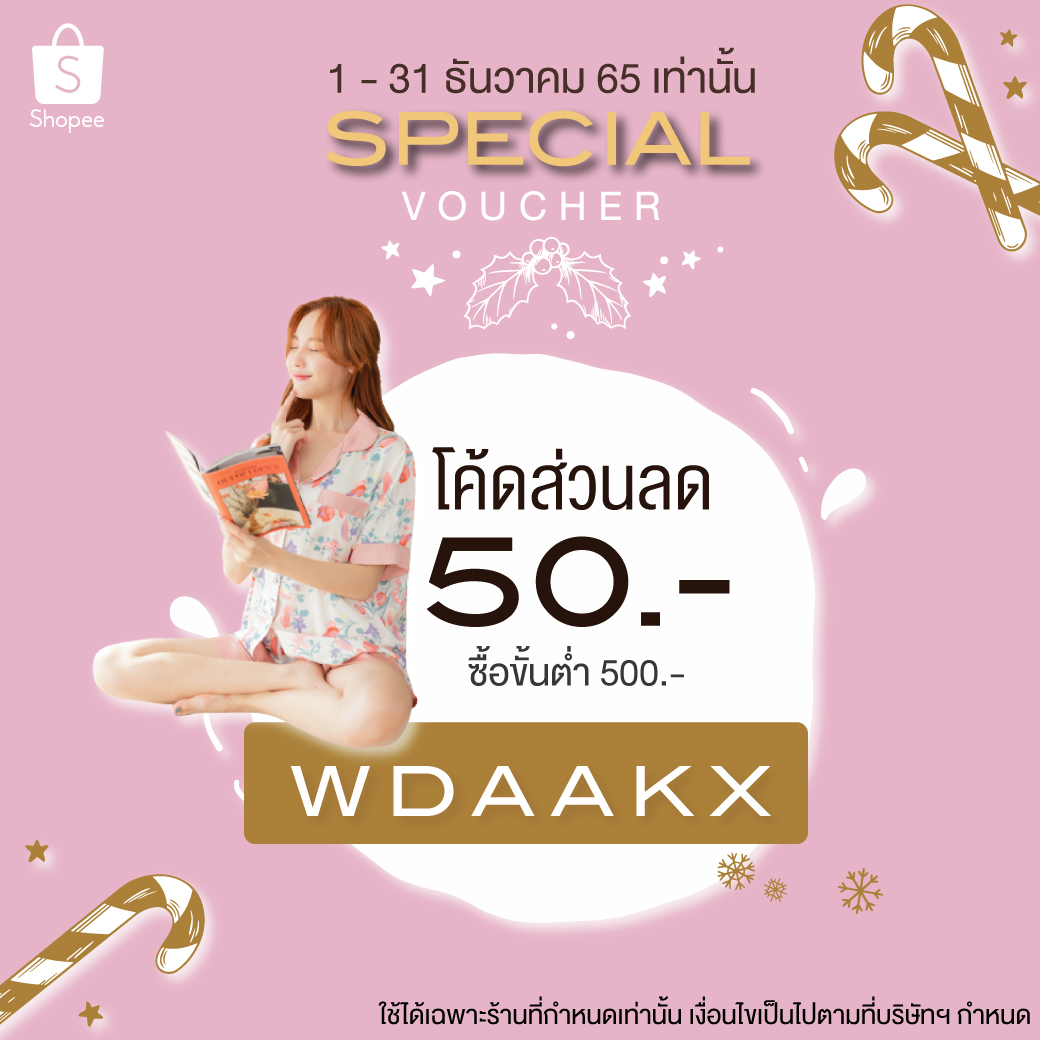 S
Shopee
1 - 31 ธันวาคม 65 เท่านั้น
SPECIAL
VOUCHER
โค้ดส่วนลด
50.-
ซื้อขั้นต่ำ 500.-
WDAAKX
ใช้ได้เฉพาะร้านที่กำหนดเท่านั้น เงื่อนไขเป็นไปตามที่บริษัทฯ กำหนด